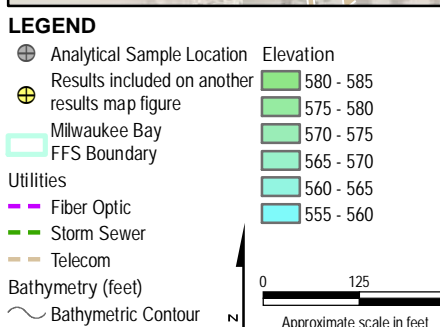 LEGEND
Analytical Sample Location
Results included on another
results map figure
Milwaukee Bay
FFS Boundary
Utilities
Fiber Optic
Storm Sewer
Telecom
Bathymetry (feet)
Bathymetric Contour
Elevation
580 - 585
575 - 580
570 - 575
565 - 570
560 - 565
555 - 560
N
0 125
Approximate scale in feet